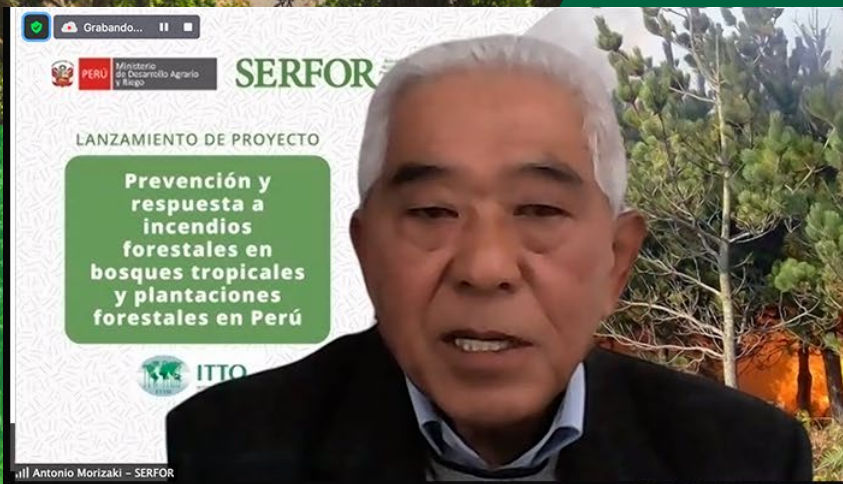 Grabando...
PERÚ
Ministerio
de Desarrollo Agrario
y Riego
SERFOR
LANZAMIENTO DE PROYECTO
Prevención y
respuesta a
incendios
forestales en
bosques tropicales
y plantaciones
forestales en Perú
ITTO
Antonio Morizaki – SERFOR